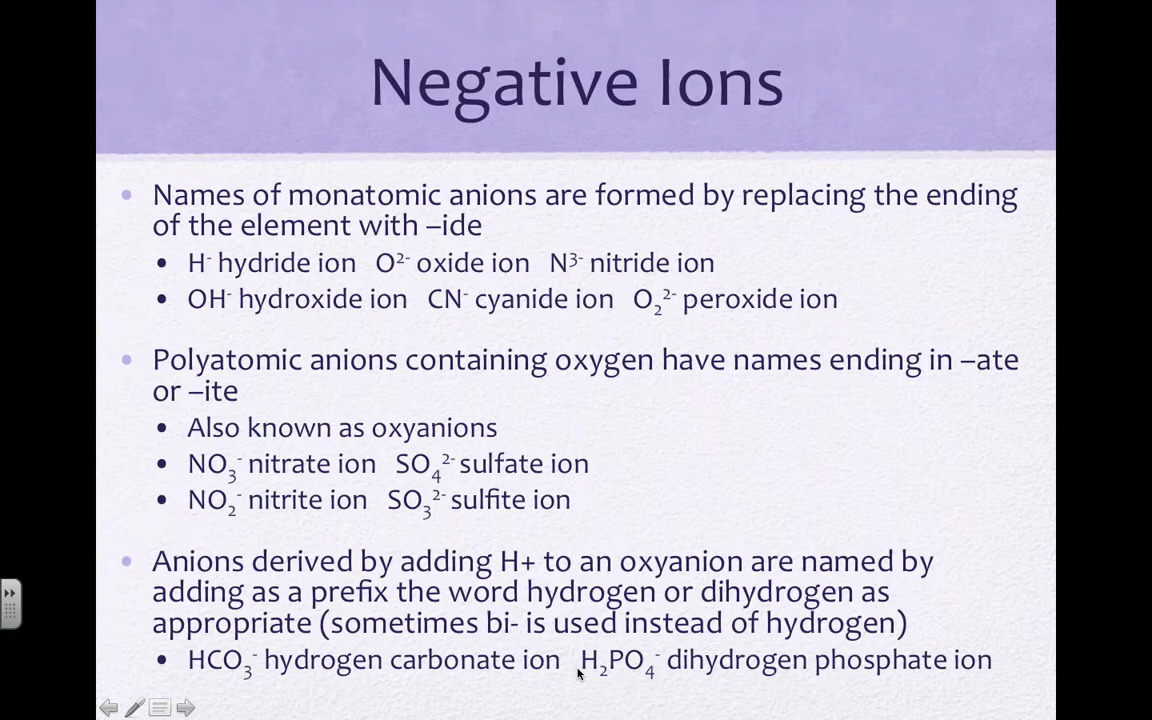 Negative Ions
• Names of monatomic anions are formed by replacing the ending
of the element with –ide
• H⁻ hydride ion O²⁻ oxide ion N³⁻ nitride ion
• OH⁻ hydroxide ion CN⁻ cyanide ion O₂²⁻ peroxide ion
• Polyatomic anions containing oxygen have names ending in –ate
or –ite
• Also known as oxyanions
• NO₃⁻ nitrate ion SO₄²⁻ sulfate ion
• NO₂⁻ nitrite ion SO₃²⁻ sulfite ion
• Anions derived by adding H+ to an oxyanion are named by
adding as a prefix the word hydrogen or dihydrogen as
appropriate (sometimes bi- is used instead of hydrogen)
• HCO₃⁻ hydrogen carbonate ion H₂PO₄⁻ dihydrogen phosphate ion